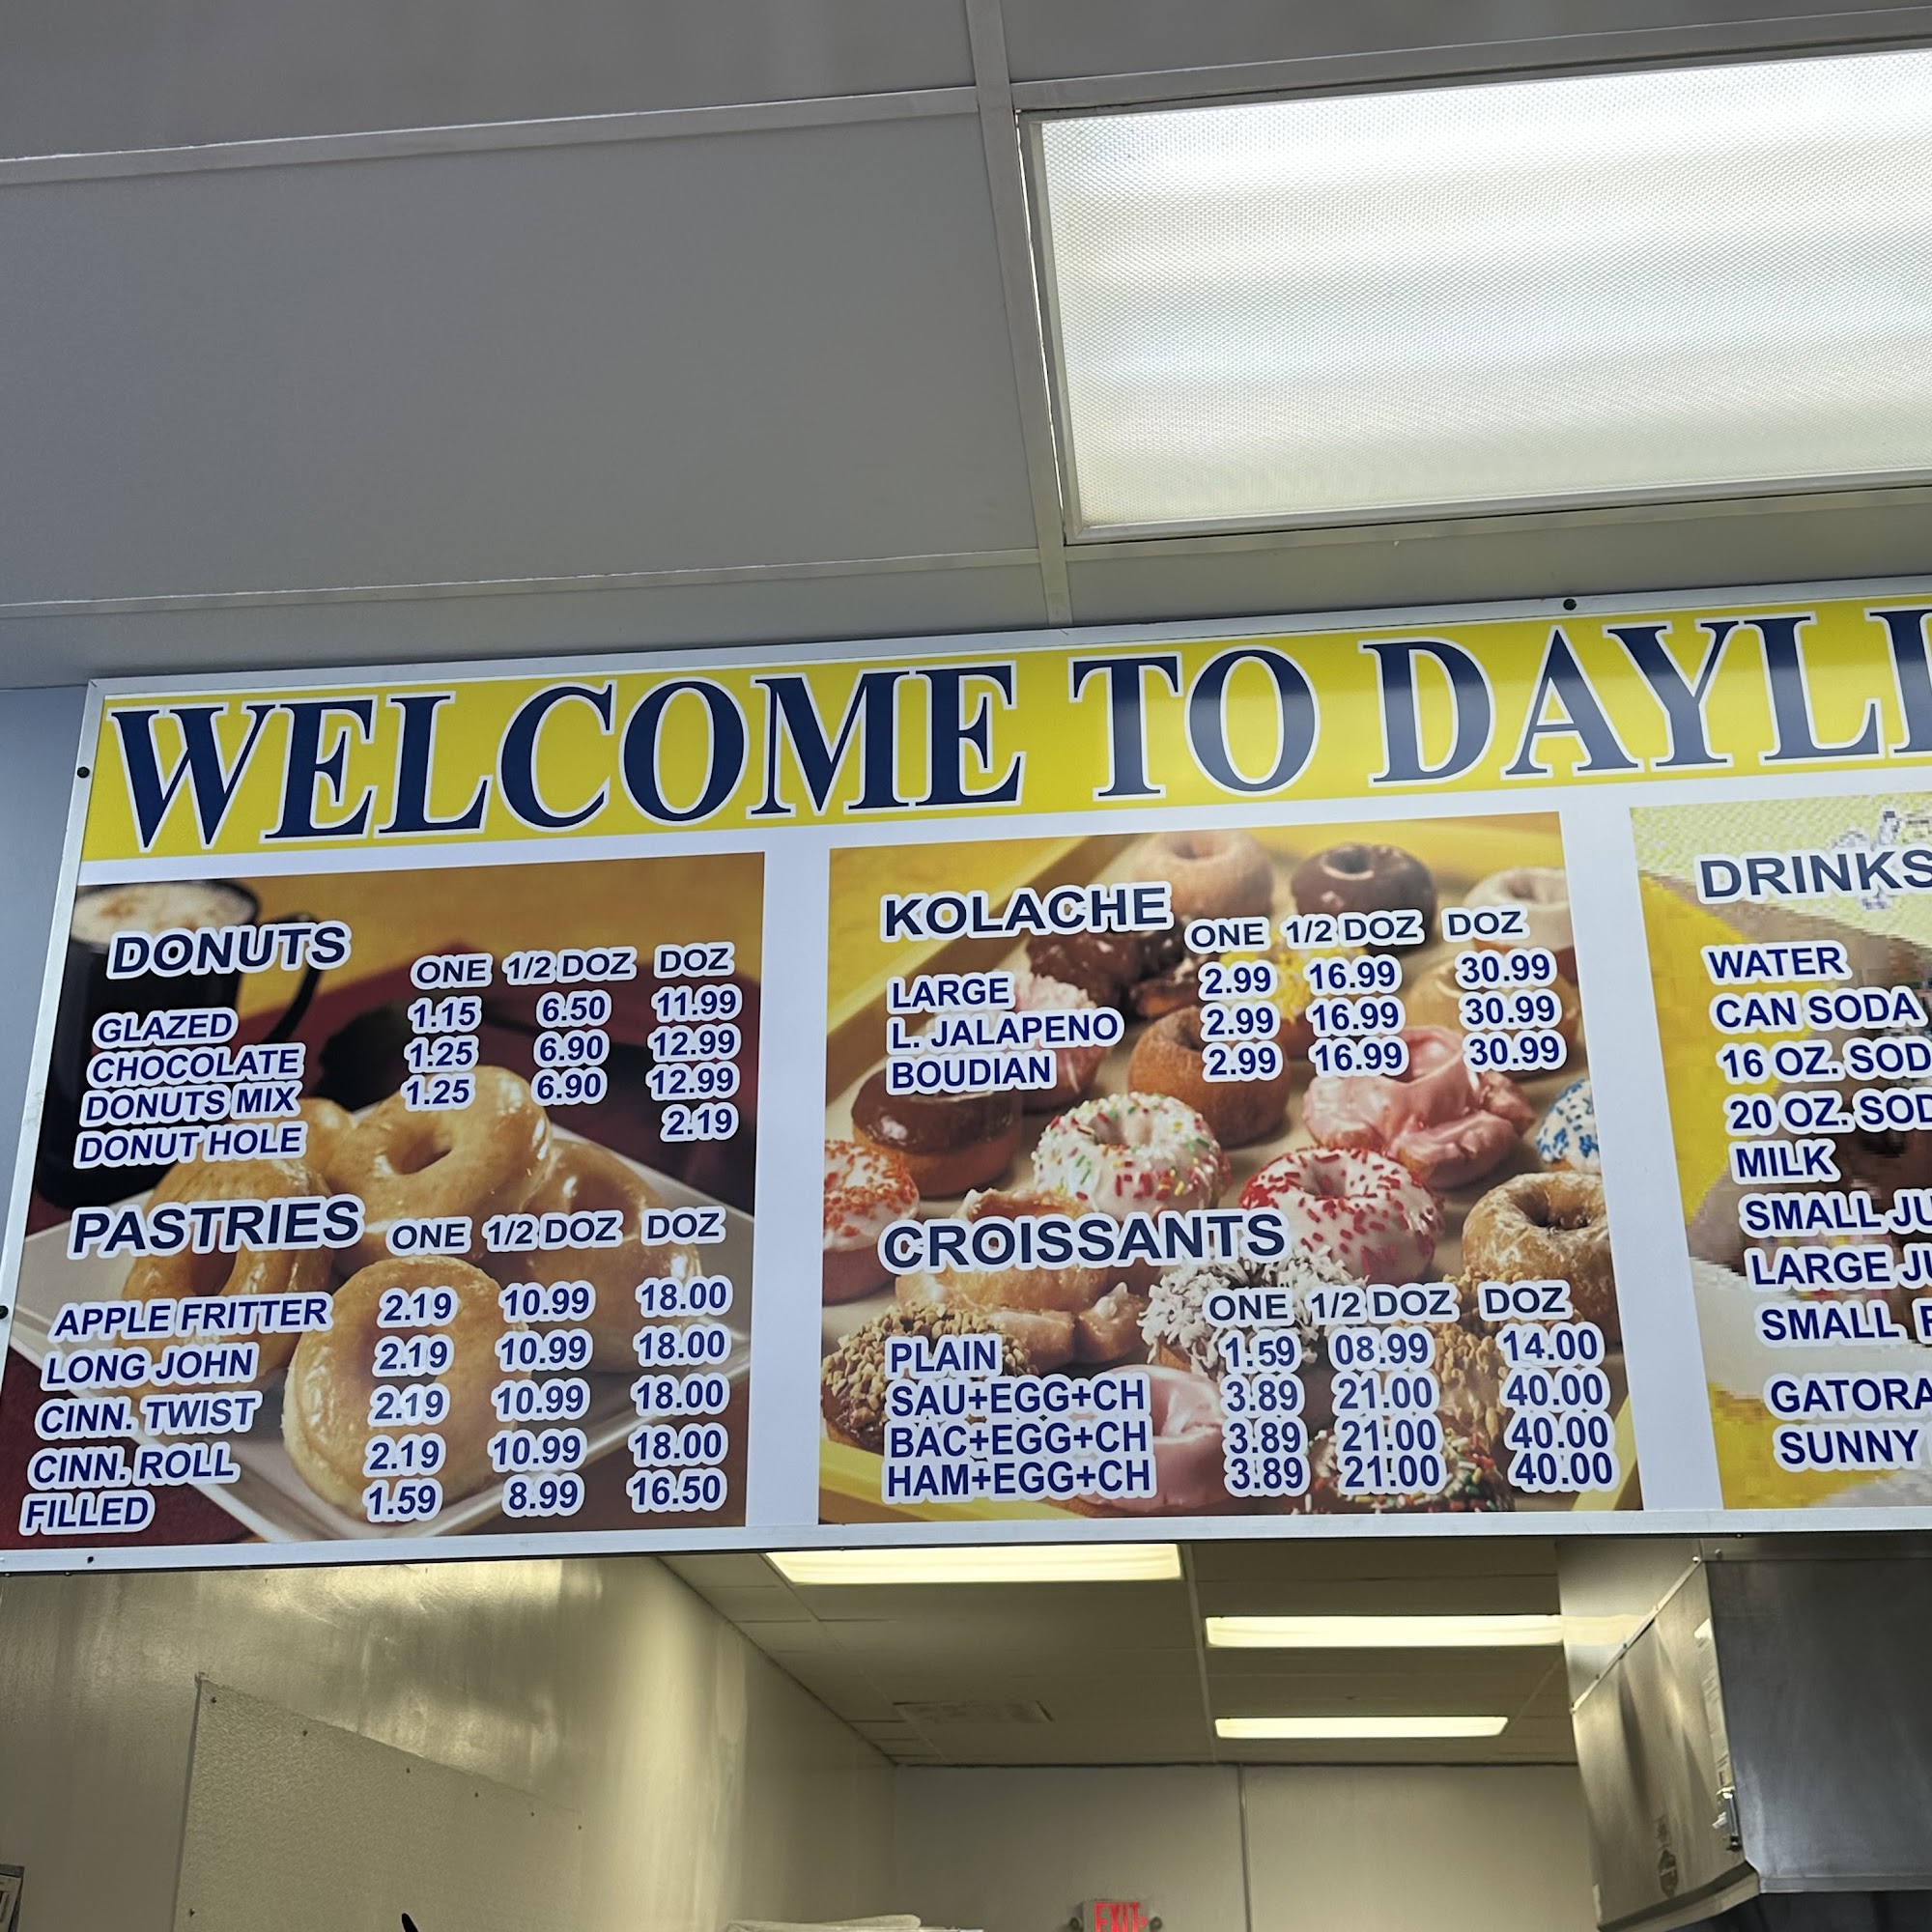 WELCOME TO DAYLI
DONUTS
ONE 1/2 DOZ DOZ
GLAZED 1.15 6.50 11.99
CHOCOLATE 1.25 6.90 12.99
DONUTS MIX 1.25 6.90 12.99
DONUT HOLE 2.19
PASTRIES ONE 1/2 DOZ DOZ
APPLE FRITTER 2.19 10.99 18.00
LONG JOHN 2.19 10.99 18.00
CINN. TWIST 2.19 10.99 18.00
CINN. ROLL 2.19 10.99 18.00
FILLED 1.59 8.99 16.50
KOLACHE ONE 1/2 DOZ DOZ
LARGE 2.99 16.99 30.99
L. JALAPENO 2.99 16.99 30.99
BOUDIAN 2.99 16.99 30.99
CROISSANTS
ONE 1/2 DOZ DOZ
PLAIN 1.59 08.99 14.00
SAU+EGG+CH 3.89 21.00 40.00
BAC+EGG+CH 3.89 21.00 40.00
HAM+EGG+CH 3.89 21.00 40.00
DRINKS
WATER
CAN SODA
16 OZ. SOD
20 OZ. SOD
MILK
SMALL JU
LARGE JU
SMALL
GATORA
SUNNY
EXIT